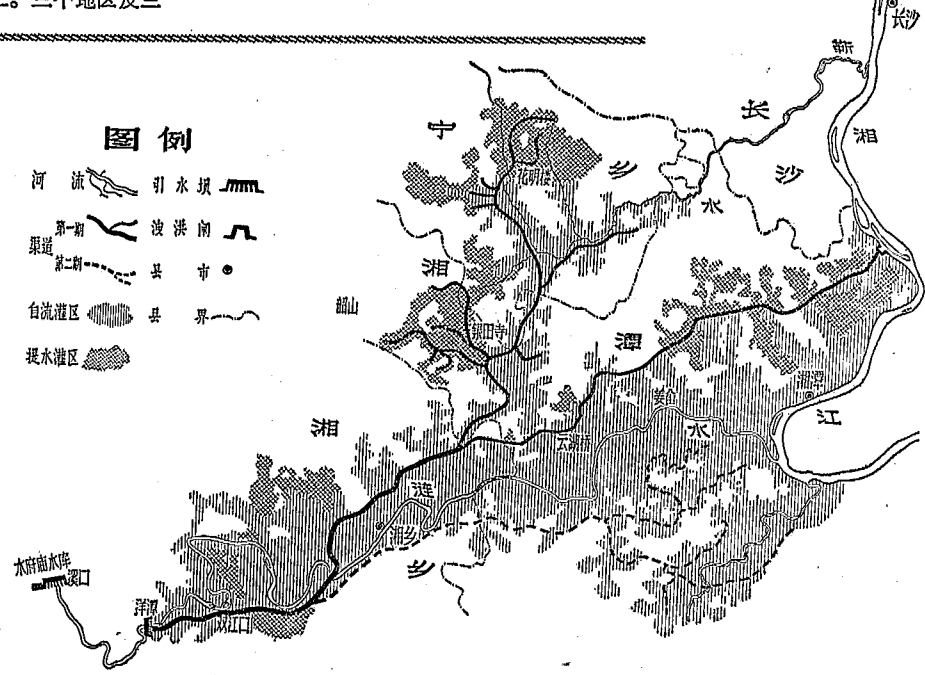 上。三个地区及三
长沙
靳
湘
长
沙
宁
乡
水
花明楼
图例
河流 引水坝
渠道 第一期 泄洪闸
第二期 县市
自流灌区 县界
提水灌区
韶山
湘
银田寺
潭
湘潭
江
姜畲
水
云湖桥
湘
涟
湘乡
乡
水府庙水库
溪口
洋潭
双江口